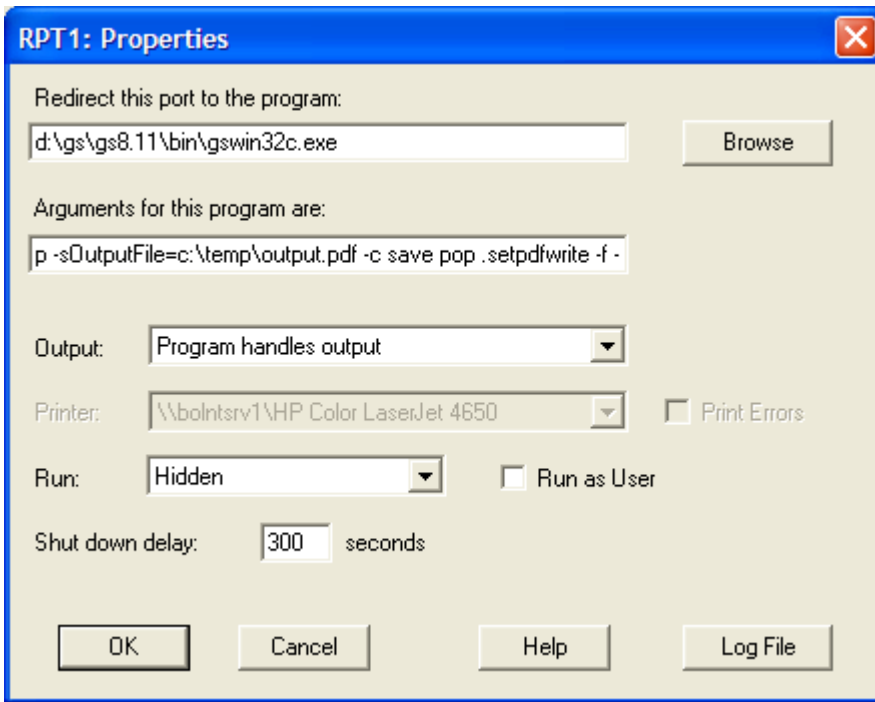 RPT1: Properties
Redirect this port to the program:
d:\gs\gs8.11\bin\gswin32c.exe
Browse
Arguments for this program are:
p -sOutputFile=c:\temp\output.pdf -c save pop .setpdfwrite -f -
Output: Program handles output
Printer: \\bolntsrv1\HP Color LaserJet 4650 Print Errors
Run: Hidden Run as User
Shut down delay: 300 seconds
OK Cancel Help Log File